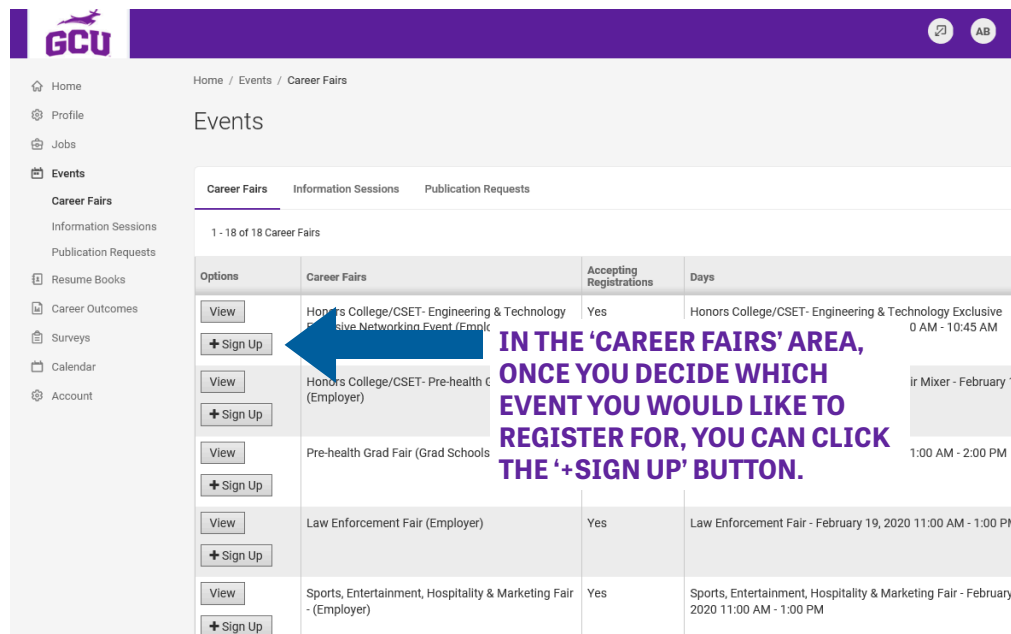 GCU
AB
Home
Profile
Jobs
Events
Career Fairs
Information Sessions
Publication Requests
Resume Books
Career Outcomes
Surveys
Calendar
Account
Home / Events / Career Fairs
Events
Career Fairs Information Sessions Publication Requests
1 - 18 of 18 Career Fairs
Options Career Fairs Accepting Registrations Days
View Honors College/CSET- Engineering & Technology Yes Honors College/CSET- Engineering & Technology Exclusive
Networking Event 0 AM - 10:45 AM
+ Sign Up
View Honors College/CSET- Pre-health ir Mixer - February
(Employer)
+ Sign Up
View Pre-health Grad Fair (Grad Schools 1:00 AM - 2:00 PM
+ Sign Up
View Law Enforcement Fair (Employer) Yes Law Enforcement Fair - February 19, 2020 11:00 AM - 1:00
+ Sign Up
View Sports, Entertainment, Hospitality & Marketing Fair Yes Sports, Entertainment, Hospitality & Marketing Fair - February
- (Employer) 2020 11:00 AM - 1:00 PM
+ Sign Up
IN THE ‘CAREER FAIRS’ AREA,
ONCE YOU DECIDE WHICH
EVENT YOU WOULD LIKE TO
REGISTER FOR, YOU CAN CLICK
THE ‘+SIGN UP’ BUTTON.